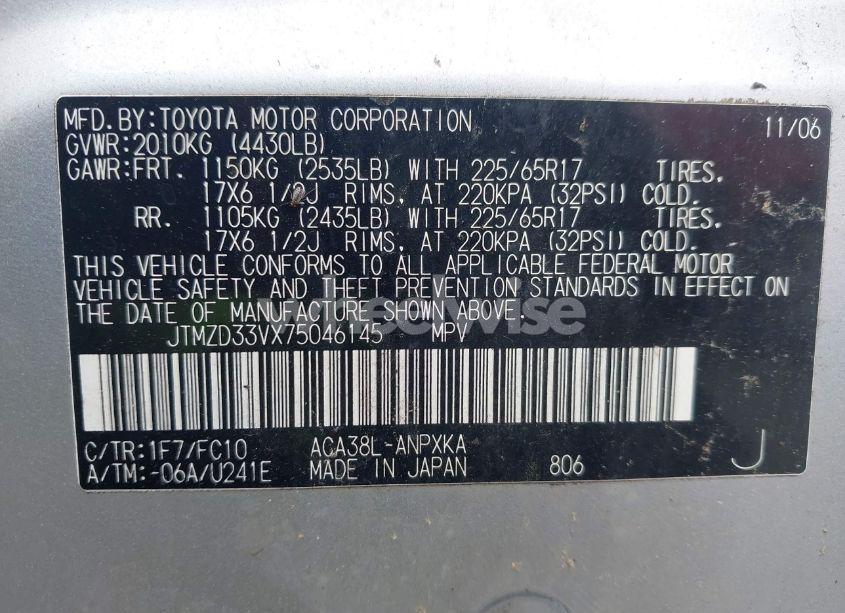 MFD.BY:TOYOTA MOTOR CORPORATION 11/06
GVWR:2010KG (4430LB)
GAWR:FRT. 1150KG (2535LB) WITH 225/65R17 TIRES,
17X6 1/2J RIMS, AT 220KPA (32PSI) COLD.
RR. 1105KG (2435LB) WITH 225/65R17 TIRES,
17X6 1/2J RIMS, AT 220KPA (32PSI) COLD.
THIS VEHICLE CONFORMS TO ALL APPLICABLE FEDERAL MOTOR
VEHICLE SAFETY AND THEFT PREVENTION STANDARDS IN EFFECT ON
THE DATE OF MANUFACTURE SHOWN ABOVE.
wheelwise
JTMZD33VX75046145 MPV
C/TR:1F7/FC10 ACA38L-ANPXKA
A/TM:-06A/U241E MADE IN JAPAN 806 J